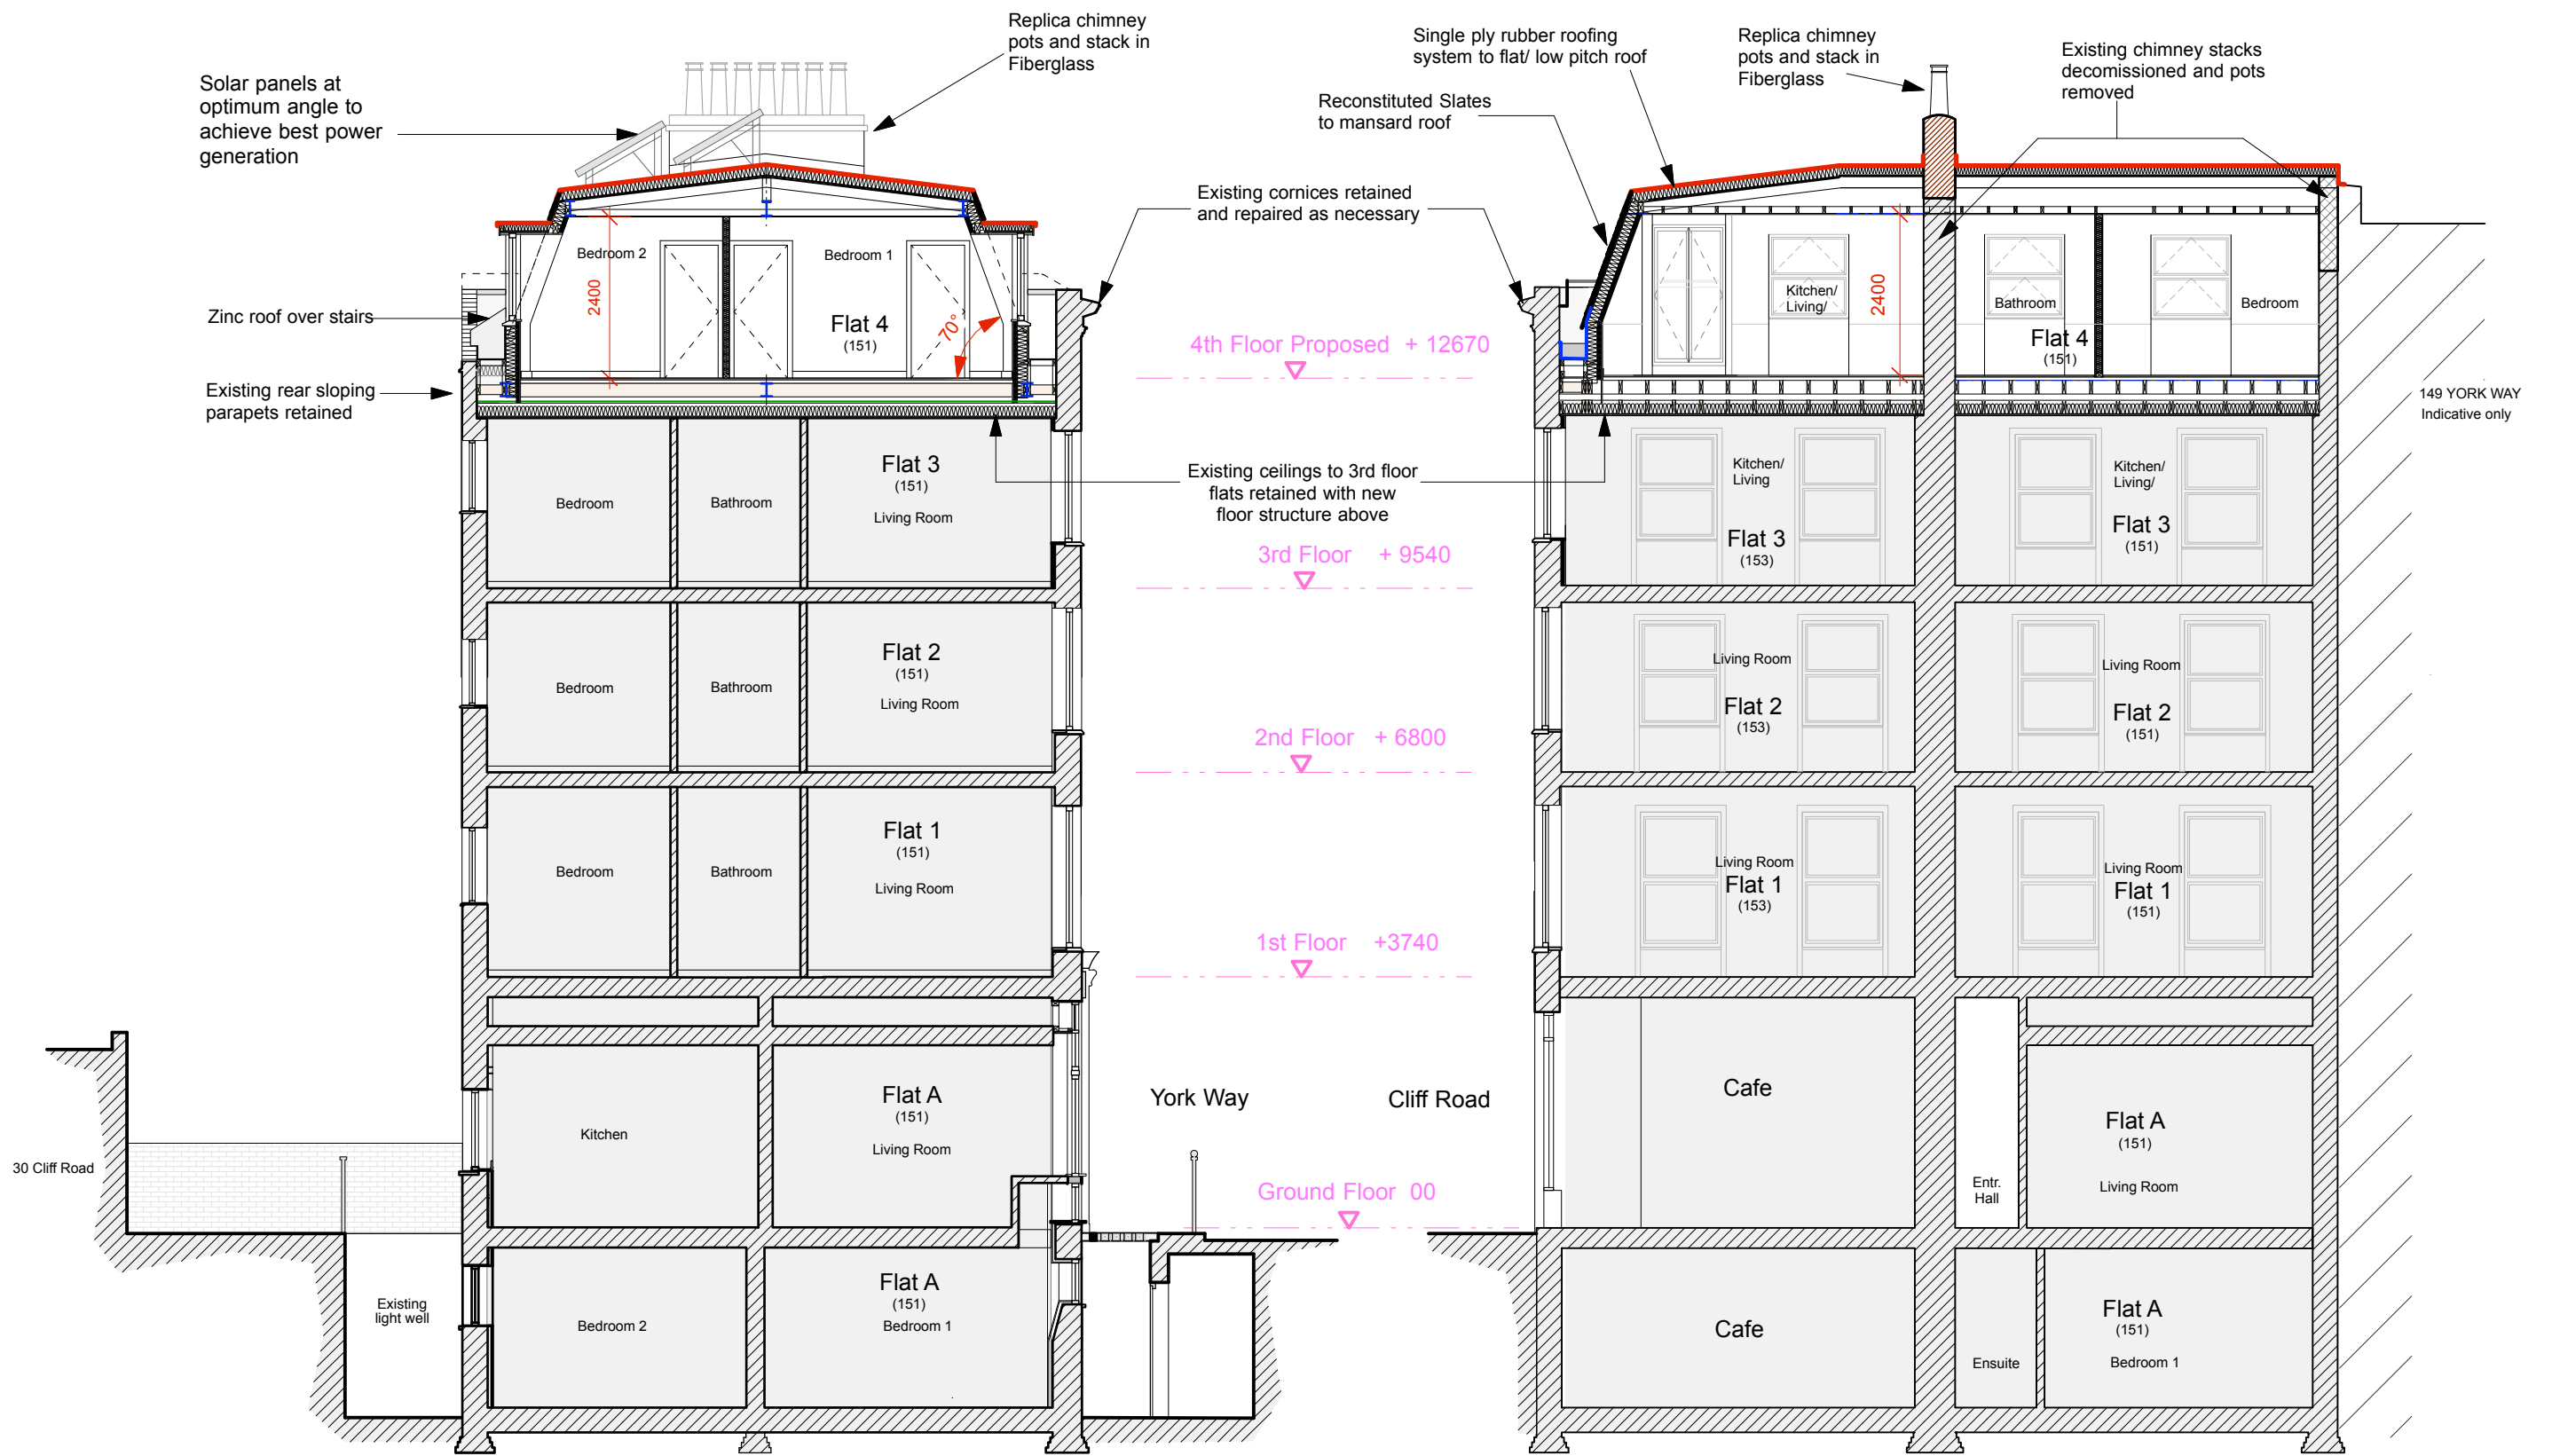 Solar panels at
optimum angle to
achieve best power
generation
Replica chimney
pots and stack in
Fiberglass
Single ply rubber roofing
system to flat/ low pitch roof
Reconstituted Slates
to mansard roof
Replica chimney
pots and stack in
Fiberglass
Existing chimney stacks
decomissioned and pots
removed
Existing cornices retained
and repaired as necessary
Zinc roof over stairs
Existing rear sloping
parapets retained
Bedroom 2
2400
Bedroom 1
Flat 4
(151)
70°
4th Floor Proposed + 12670
Kitchen/
Living/
2400
Bathroom
Bedroom
Flat 4
(151)
149 YORK WAY
Indicative only
Existing ceilings to 3rd floor
flats retained with new
floor structure above
Bedroom
Bathroom
Flat 3
(151)
Living Room
3rd Floor + 9540
Kitchen/
Living
Flat 3
(153)
Kitchen/
Living/
Flat 3
(151)
Bedroom
Bathroom
Flat 2
(151)
Living Room
2nd Floor + 6800
Living Room
Flat 2
(153)
Living Room
Flat 2
(151)
Bedroom
Bathroom
Flat 1
(151)
Living Room
1st Floor +3740
Living Room
Flat 1
(153)
Living Room
Flat 1
(151)
30 Cliff Road
Kitchen
Flat A
(151)
Living Room
York Way
Cliff Road
Ground Floor 00
Cafe
Entr.
Hall
Flat A
(151)
Living Room
Existing
light well
Bedroom 2
Flat A
(151)
Bedroom 1
Cafe
Ensuite
Flat A
(151)
Bedroom 1